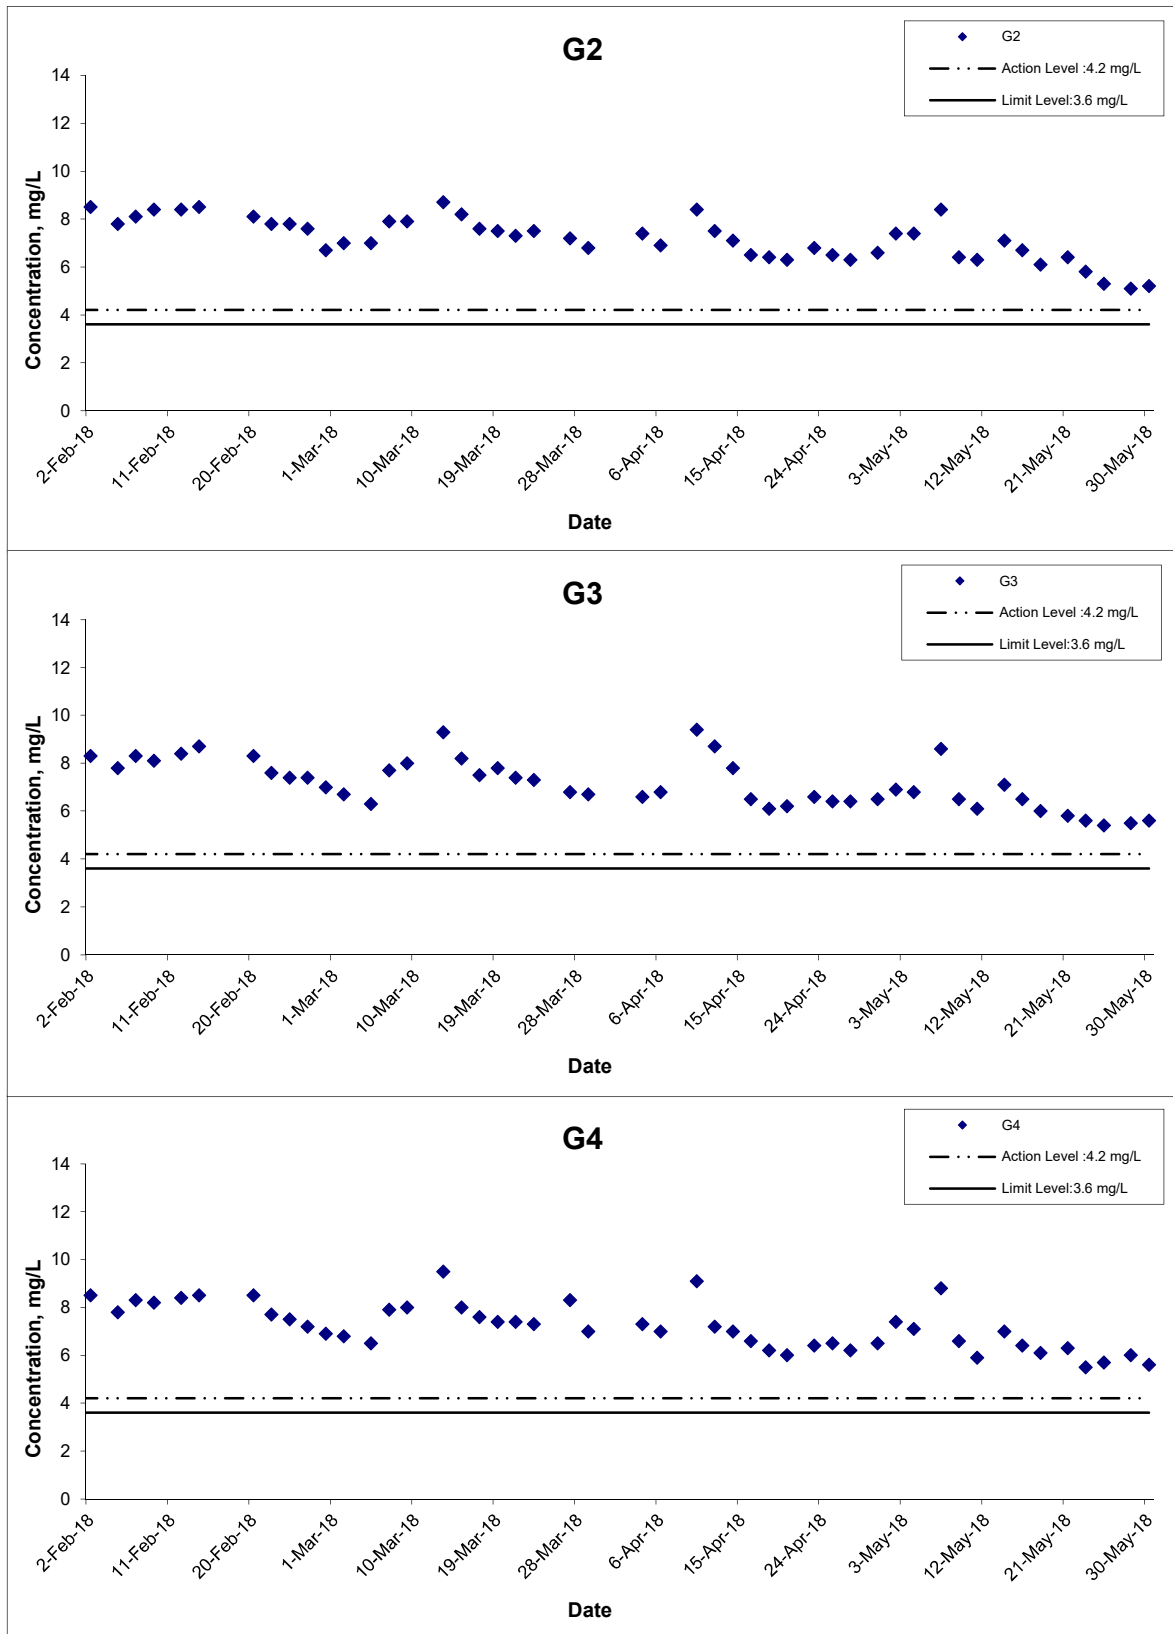 G2
G2
Action Level :4.2 mg/L
Limit Level:3.6 mg/L
Concentration, mg/L
14
12
10
8
6
4
2
0
2-Feb-18
11-Feb-18
20-Feb-18
1-Mar-18
10-Mar-18
19-Mar-18
28-Mar-18
6-Apr-18
15-Apr-18
24-Apr-18
3-May-18
12-May-18
21-May-18
30-May-18
Date
G3
G3
Action Level :4.2 mg/L
Limit Level:3.6 mg/L
Concentration, mg/L
14
12
10
8
6
4
2
0
2-Feb-18
11-Feb-18
20-Feb-18
1-Mar-18
10-Mar-18
19-Mar-18
28-Mar-18
6-Apr-18
15-Apr-18
24-Apr-18
3-May-18
12-May-18
21-May-18
30-May-18
Date
G4
G4
Action Level :4.2 mg/L
Limit Level:3.6 mg/L
Concentration, mg/L
14
12
10
8
6
4
2
0
2-Feb-18
11-Feb-18
20-Feb-18
1-Mar-18
10-Mar-18
19-Mar-18
28-Mar-18
6-Apr-18
15-Apr-18
24-Apr-18
3-May-18
12-May-18
21-May-18
30-May-18
Date